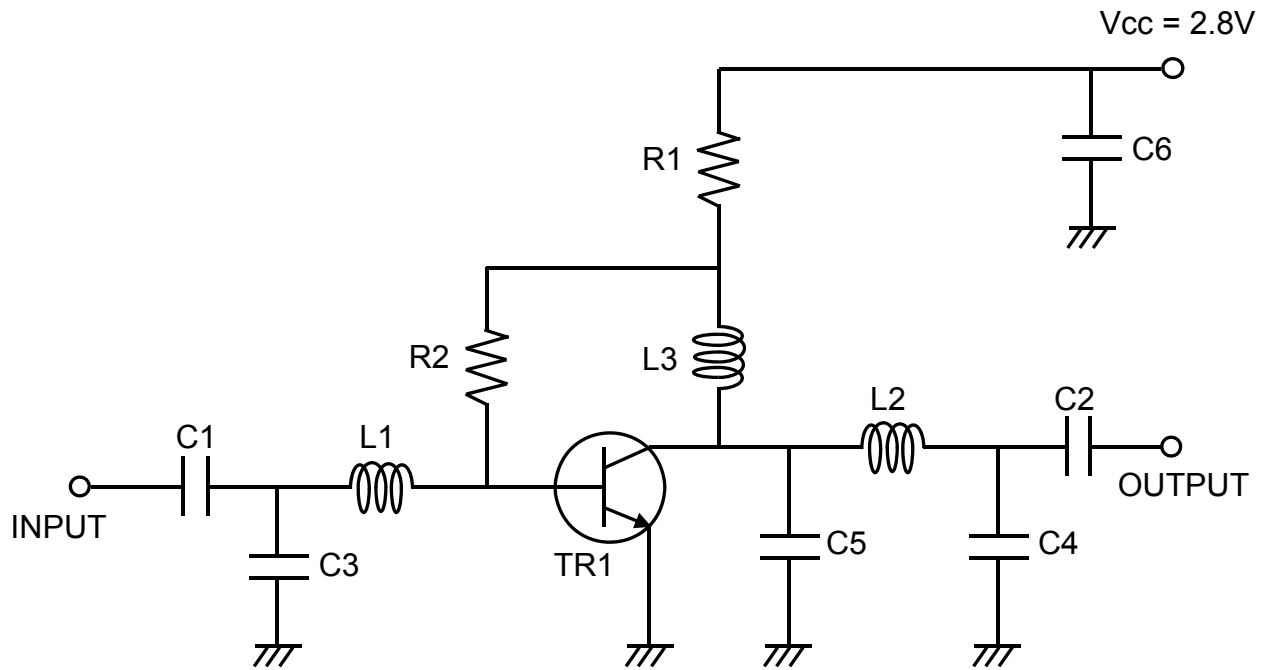 Vcc = 2.8V
R1
C6
R2
L3
C1
L1
L2
C2
INPUT
OUTPUT
C3
TR1
C5
C4